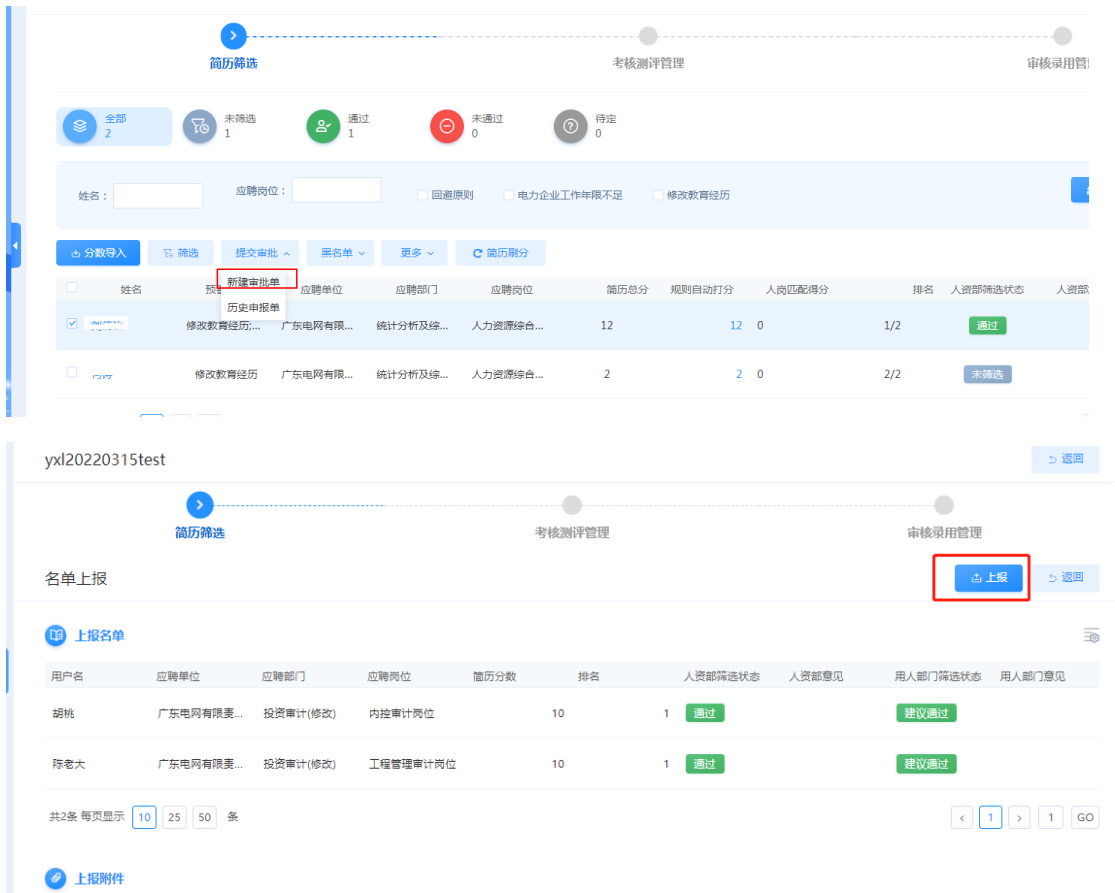 简历筛选 考核测评管理 审核录用管
全部 2 未筛选 1 通过 1 未通过 0 待定 0
姓名： 应聘岗位： 回避原则 电力企业工作年限不足 修改教育经历
分数导入 筛选 提交审批 黑名单 更多 简历刷分
新建审批单
历史申报单
姓名 应聘单位 应聘部门 应聘岗位 简历总分 规则自动打分 人岗匹配得分 排名 人资部筛选状态 人资部
修改教育经历;... 广东电网有限... 统计分析及综... 人力资源综合... 12 12 0 1/2 通过
修改教育经历 广东电网有限... 统计分析及综... 人力资源综合... 2 2 0 2/2 未筛选
yxl20220315test 返回
简历筛选 考核测评管理 审核录用管理
名单上报 上报 返回
上报名单
用户名 应聘单位 应聘部门 应聘岗位 简历分数 排名 人资部筛选状态 人资部意见 用人部门筛选状态 用人部门意见
胡桃 广东电网有限责... 投资审计(修改) 内控审计岗位 10 1 通过 建议通过
陈老大 广东电网有限责... 投资审计(修改) 工程管理审计岗位 10 1 通过 建议通过
共2条 每页显示 10 25 50 条 < 1 > 1 GO
上报附件